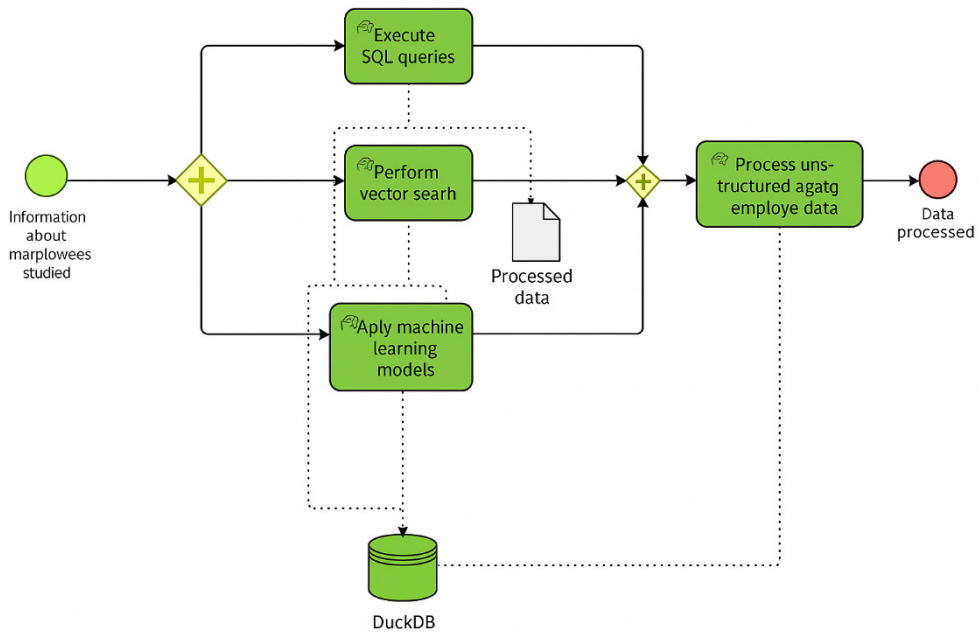 Execute
SQL queries
Perform
vector searh
Information
about
marplowees
studied
Process uns-
tructured agatg
employe data
Data
processed
Processed
data
Aply machine
learning
models
DuckDB